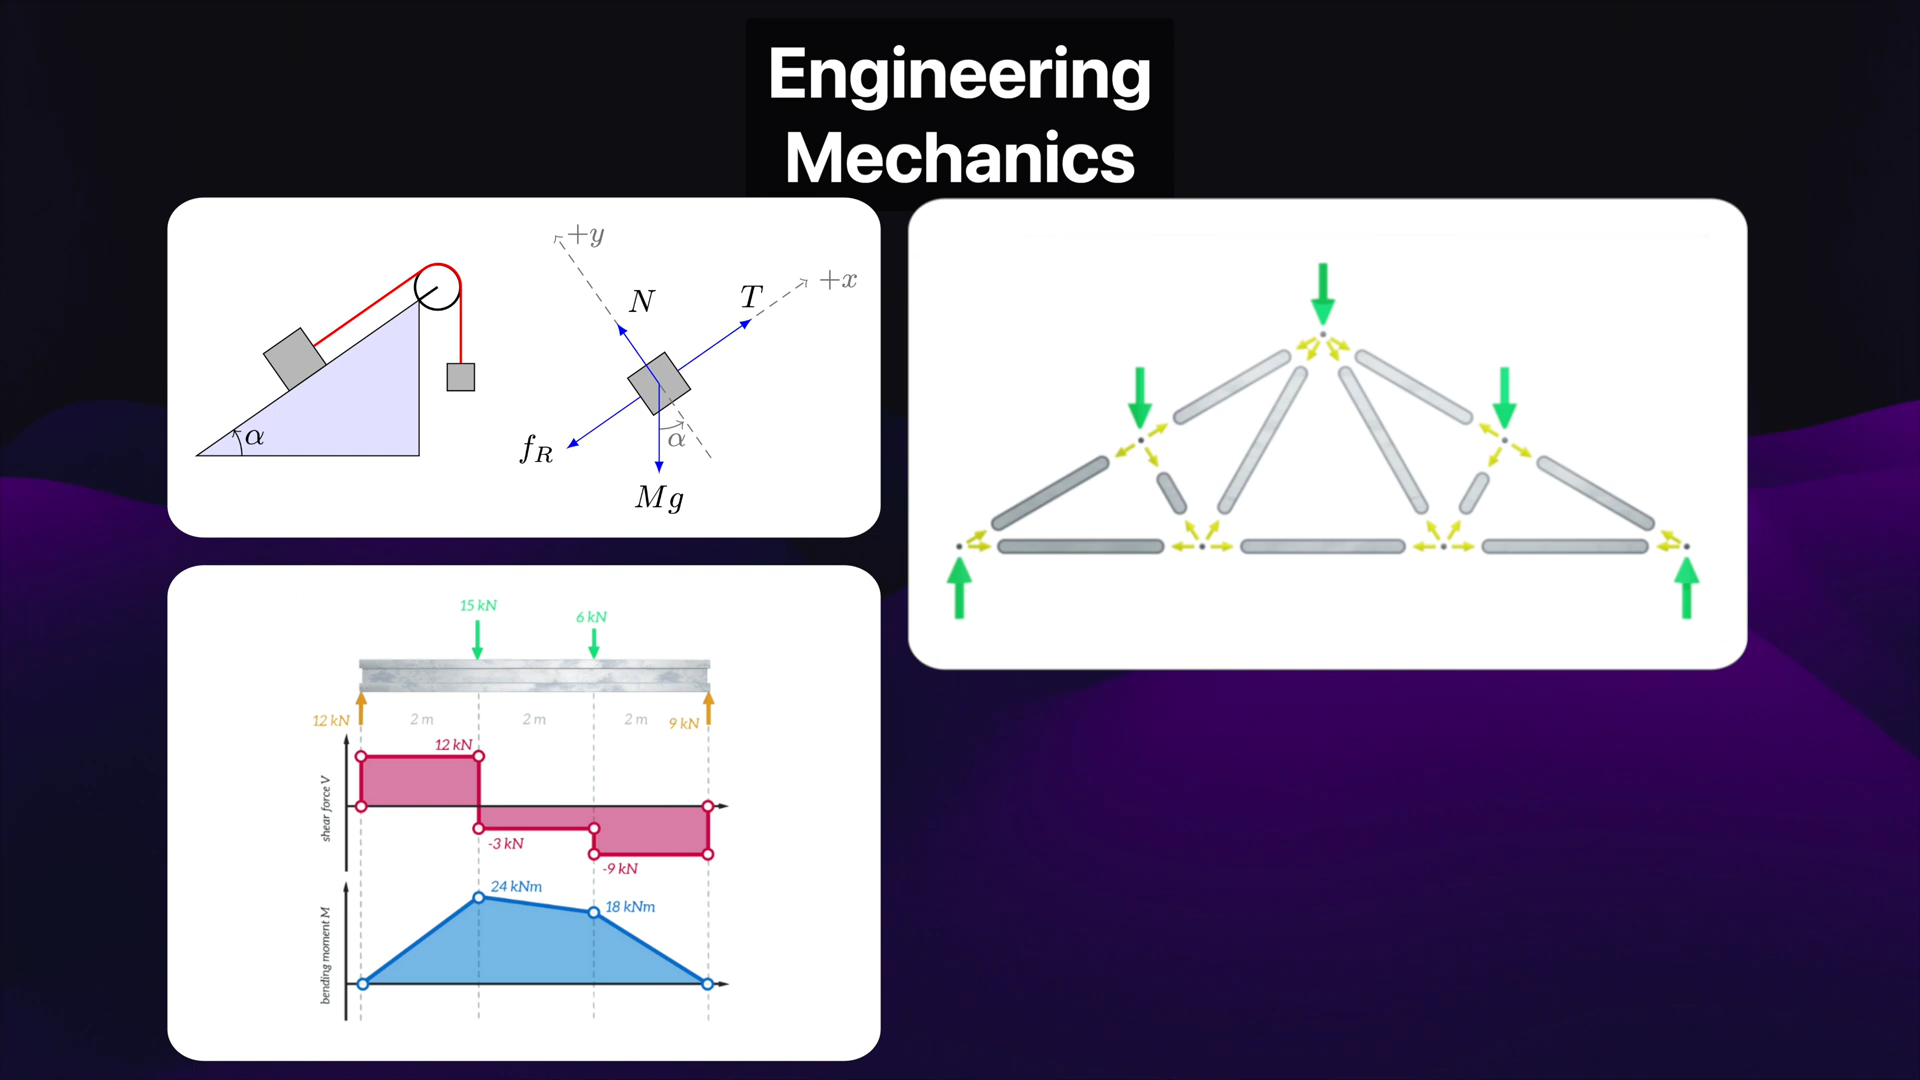 Engineering
Mechanics
+y
+x
N
T
α
f_R
α
Mg
15 kN
6 kN
12 kN
2 m
2 m
2 m
9 kN
12 kN
shear force V
-3 kN
-9 kN
24 kNm
18 kNm
bending moment M